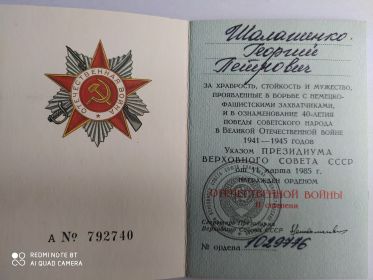 ОТЕЧЕСТВЕННАЯ ВОЙНА
А № 792740
REDMI NOTE 8T
AI QUAD CAMERA
Шалашенко
Георгий
Петрович
ЗА ХРАБРОСТЬ, СТОЙКОСТЬ И МУЖЕСТВО,
ПРОЯВЛЕННЫЕ В БОРЬБЕ С НЕМЕЦКО-
ФАШИСТСКИМИ ЗАХВАТЧИКАМИ,
И В ОЗНАМЕНОВАНИЕ 40-ЛЕТИЯ
ПОБЕДЫ СОВЕТСКОГО НАРОДА
В ВЕЛИКОЙ ОТЕЧЕСТВЕННОЙ ВОЙНЕ
1941—1945 ГОДОВ
УКАЗОМ ПРЕЗИДИУМА
ВЕРХОВНОГО СОВЕТА СССР
от 11 марта 1985 г.
НАГРАЖДЕН ОРДЕНОМ
ОТЕЧЕСТВЕННОЙ ВОЙНЫ
II степени
Секретарь Президиума
Верховного Совета СССР
№ ордена 1029716